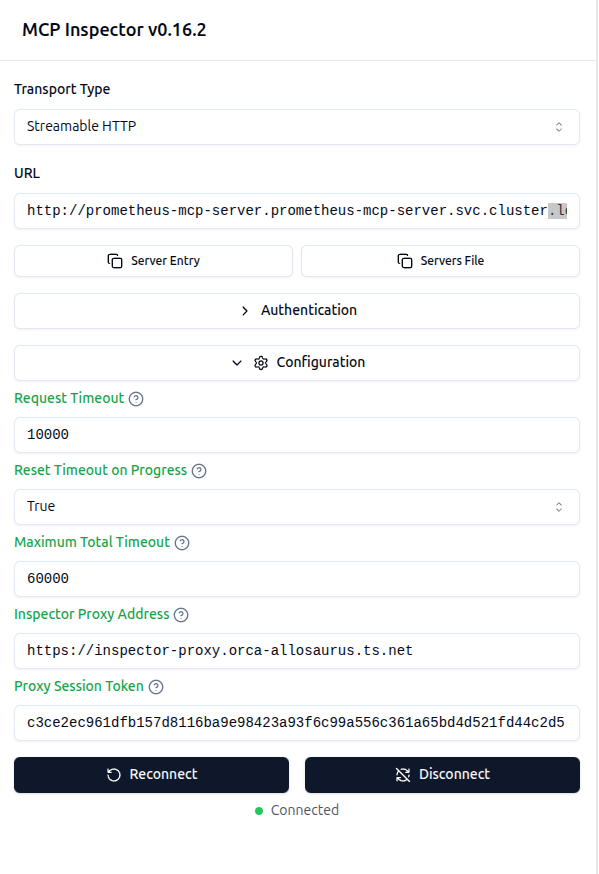 MCP Inspector v0.16.2
Transport Type
Streamable HTTP
URL
http://prometheus-mcp-server.prometheus-mcp-server.svc.cluster.lo
Server Entry
Servers File
Authentication
Configuration
Request Timeout
10000
Reset Timeout on Progress
True
Maximum Total Timeout
60000
Inspector Proxy Address
https://inspector-proxy.orca-allosaurus.ts.net
Proxy Session Token
c3ce2ec961dfb157d8116ba9e98423a93f6c99a556c361a65bd4d521fd44c2d5
Reconnect
Disconnect
Connected